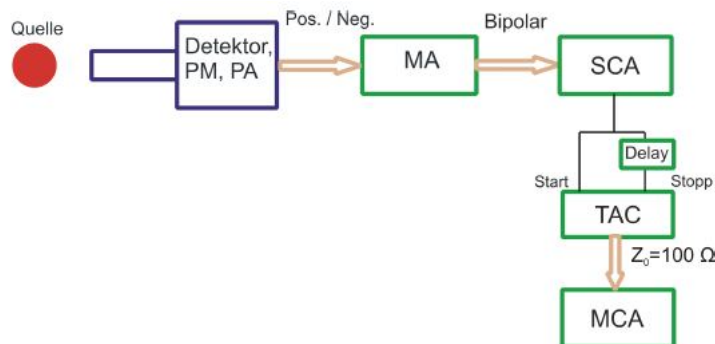 Quelle
Detektor,
PM, PA
Pos. / Neg.
MA
Bipolar
SCA
Delay
Start
Stopp
TAC
Z₀=100 Ω
MCA